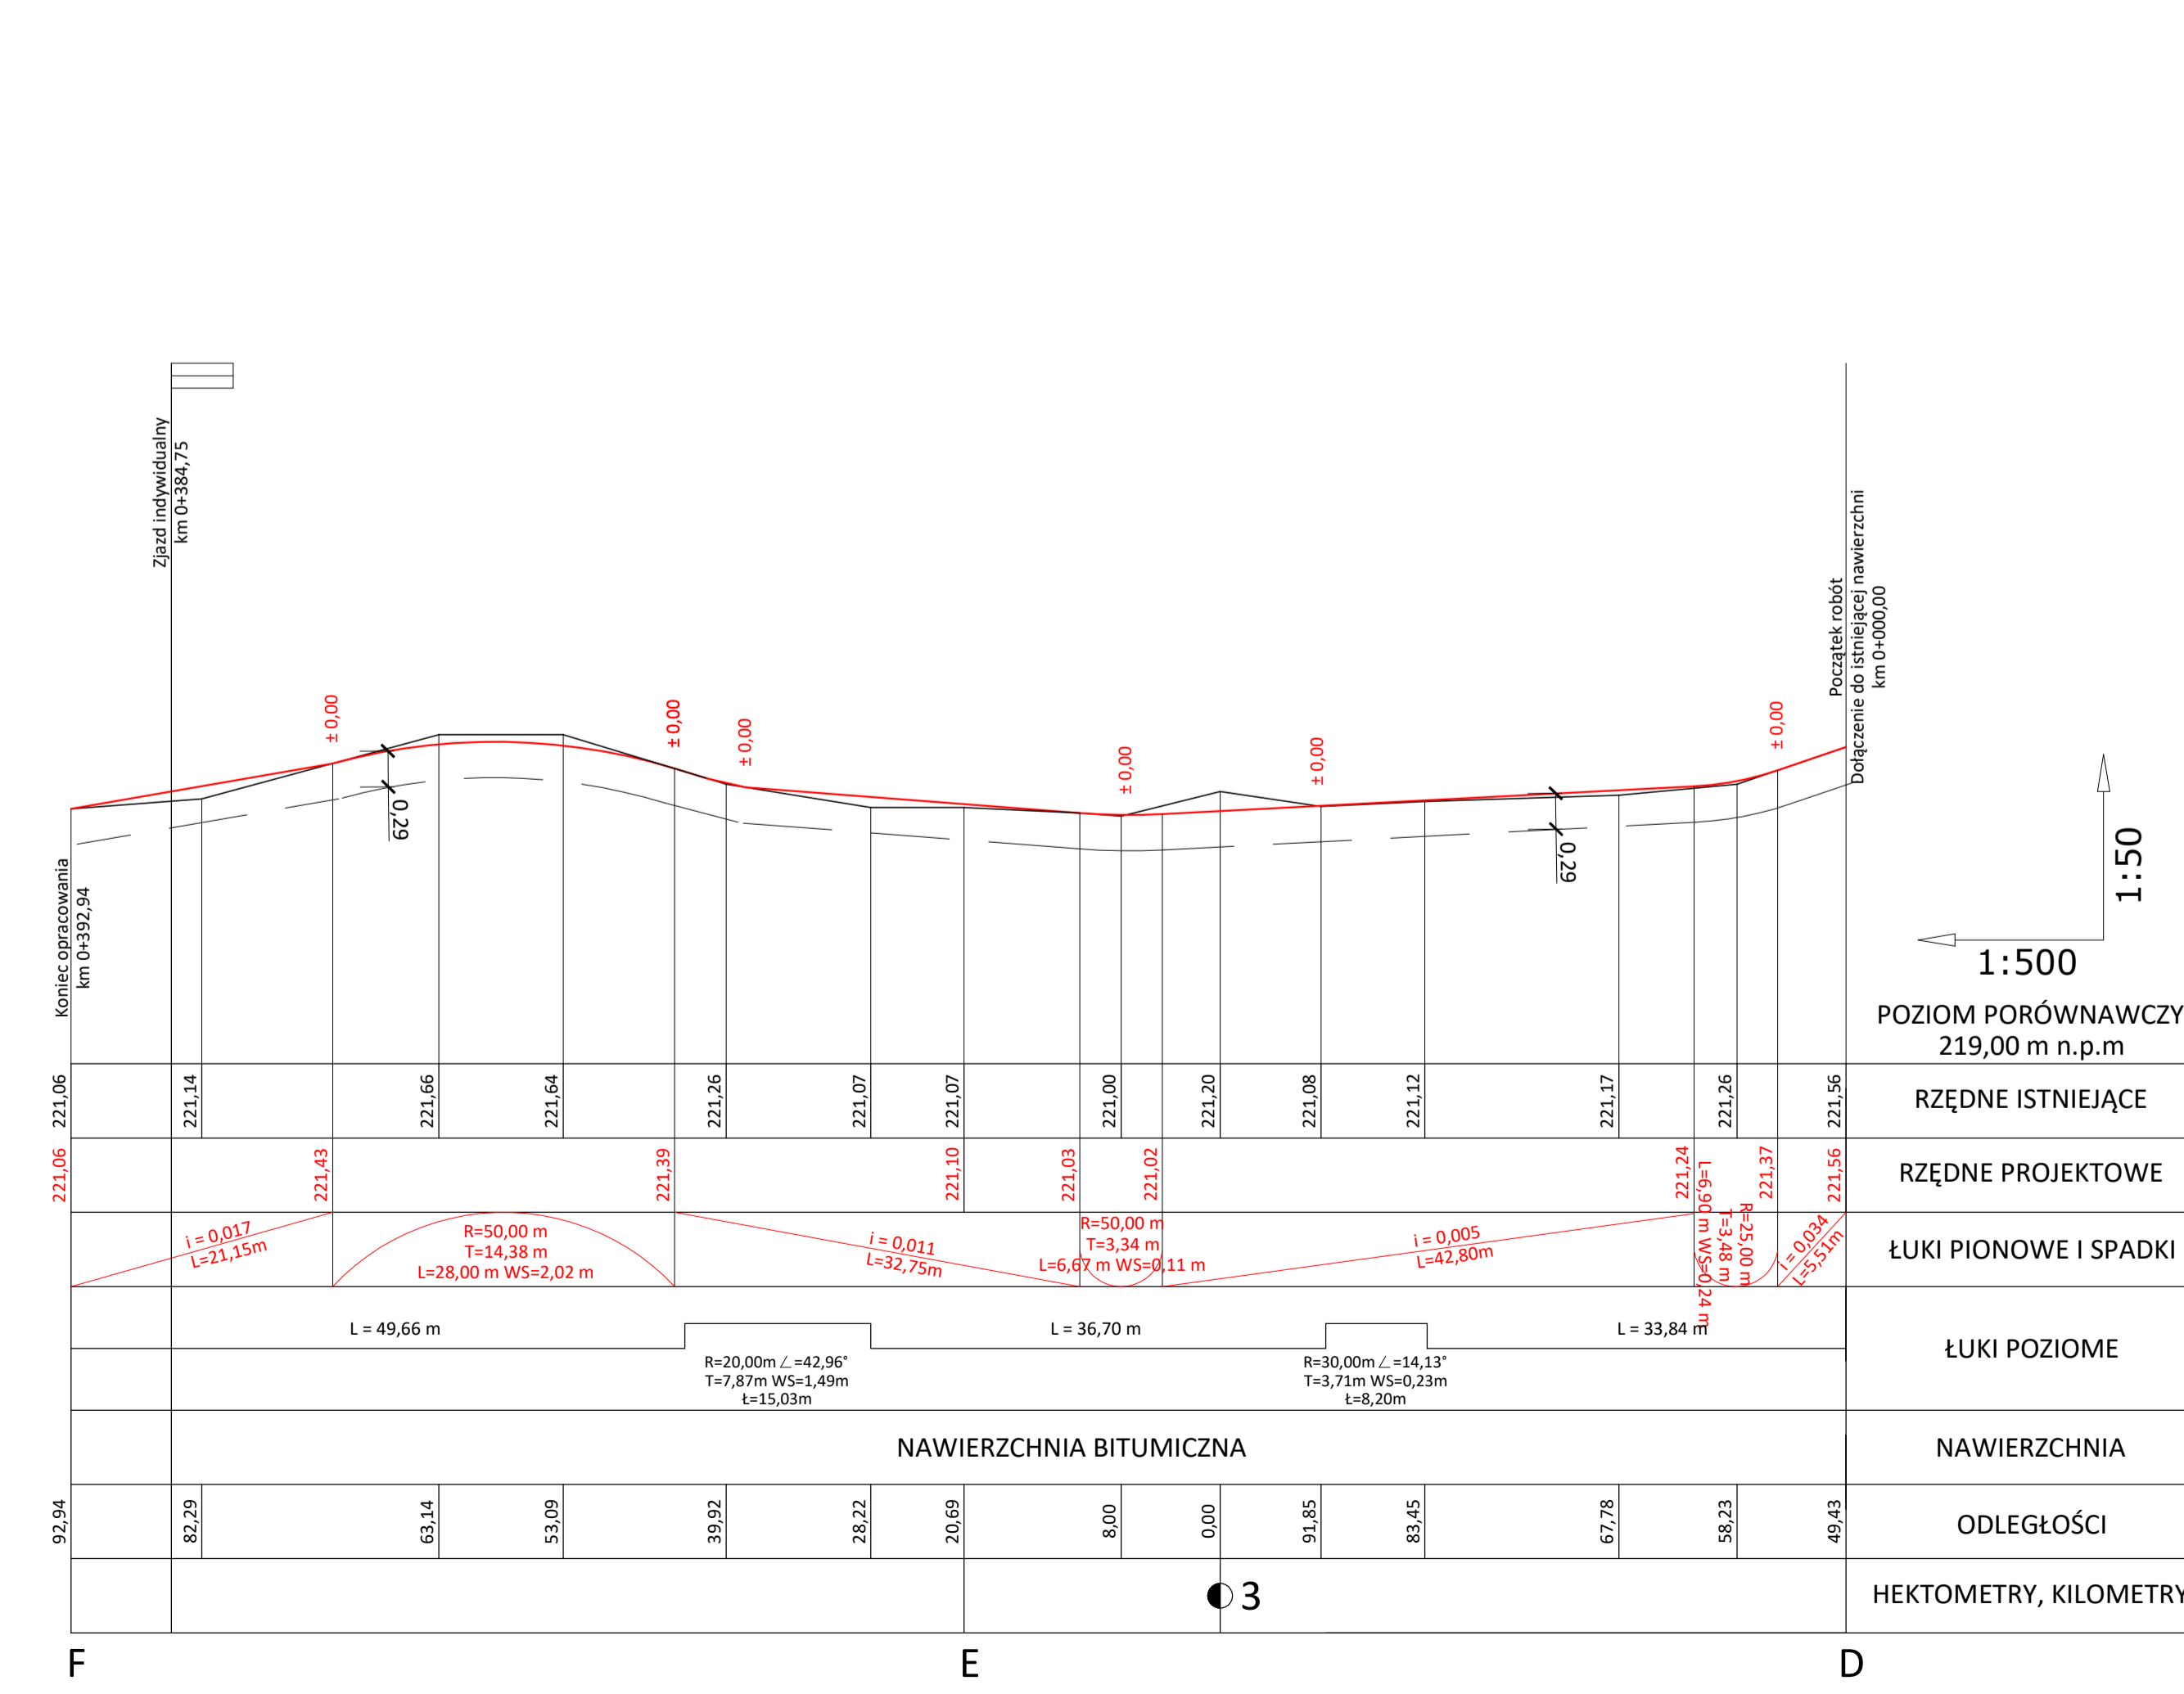 Zjazd indywidualny
km 0+384,75
Początek robót
Dołączenie do istniejącej nawierzchni
km 0+000,00
± 0,00
± 0,00
± 0,00
± 0,00
± 0,00
± 0,00
0,29
0,29
Koniec opracowania
km 0+392,94
1:50
1:500
POZIOM PORÓWNAWCZY
219,00 m n.p.m
221,06
221,14
221,66
221,64
221,26
221,07
221,07
221,00
221,20
221,08
221,12
221,17
221,26
221,56
RZĘDNE ISTNIEJĄCE
221,06
221,43
221,39
221,10
221,03
221,02
221,24
221,37
221,56
RZĘDNE PROJEKTOWE
i = 0,017
L=21,15m
R=50,00 m
T=14,38 m
L=28,00 m WS=2,02 m
i = 0,011
L=32,75m
R=50,00 m
T=3,34 m
L=6,67 m WS=0,11 m
i = 0,005
L=42,80m
R=25,00 m
T=3,48 m
L=6,90 m WS=0,24 m
i = 0,034
L=5,51m
ŁUKI PIONOWE I SPADKI
L = 49,66 m
R=20,00m ∠=42,96°
T=7,87m WS=1,49m
Ł=15,03m
L = 36,70 m
R=30,00m ∠=14,13°
T=3,71m WS=0,23m
Ł=8,20m
L = 33,84 m
ŁUKI POZIOME
NAWIERZCHNIA BITUMICZNA
NAWIERZCHNIA
92,94
82,29
63,14
53,09
39,92
28,22
20,69
8,00
0,00
91,85
83,45
67,78
58,23
49,43
ODLEGŁOŚCI
3
HEKTOMETRY, KILOMETRY
F
E
D